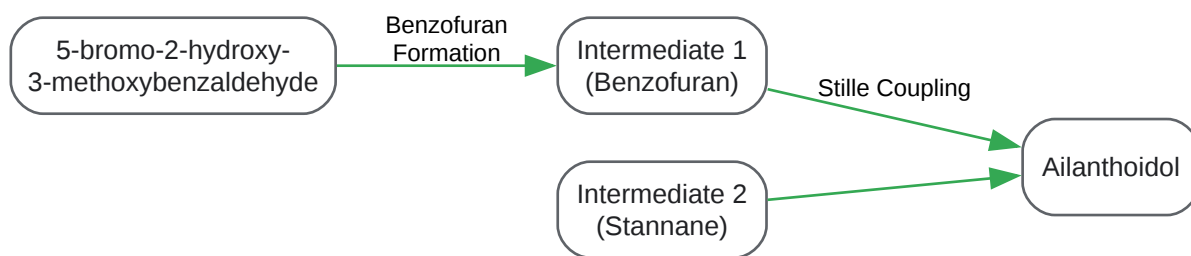 5-bromo-2-hydroxy-
3-methoxybenzaldehyde
Benzofuran
Formation
Intermediate 1
(Benzofuran)
Stille Coupling
Intermediate 2
(Stannane)
Ailanthoidol